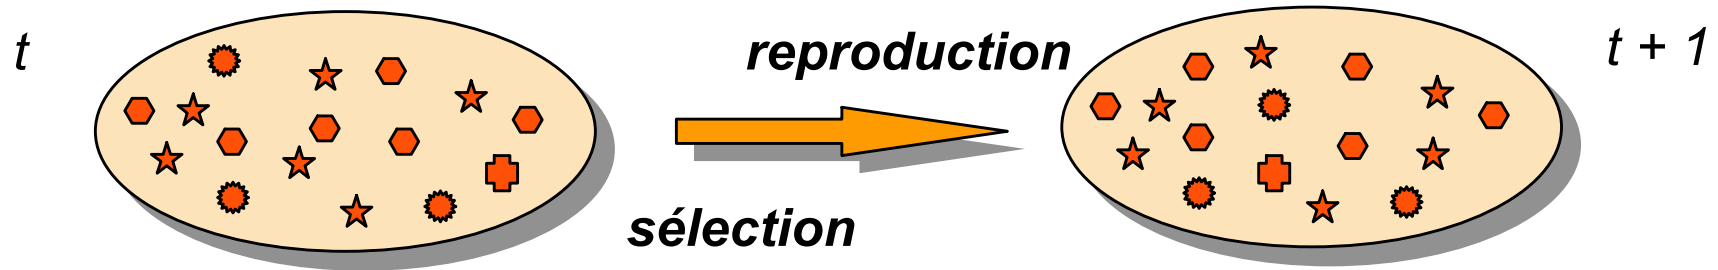 t
reproduction
t + 1
sélection